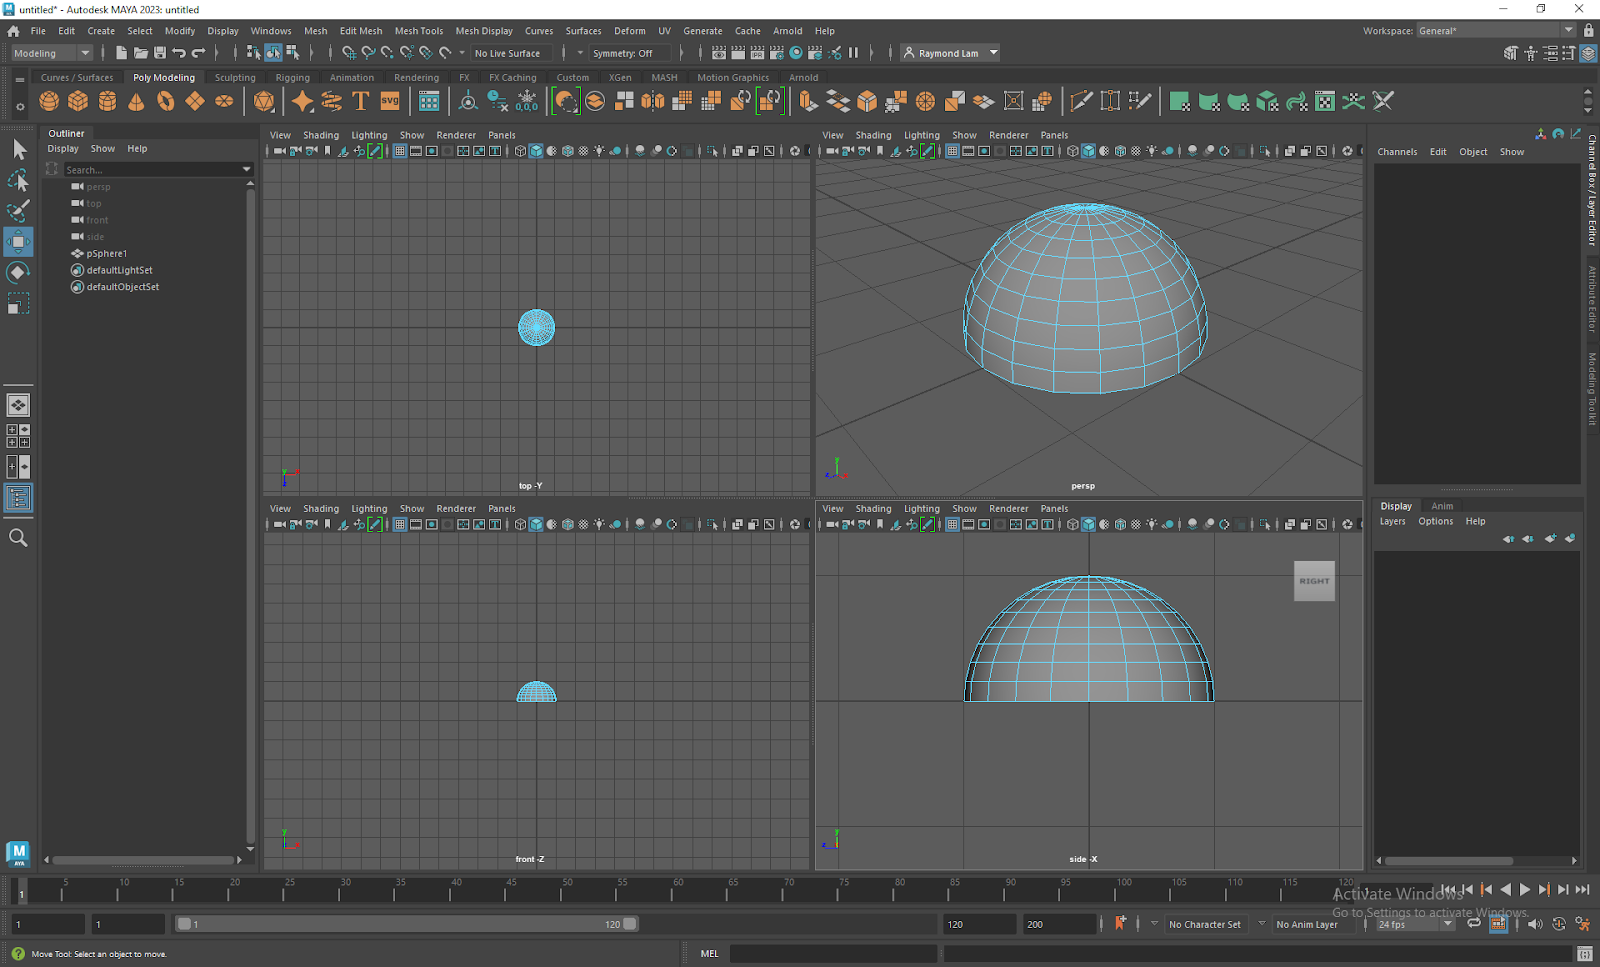 untitled* - Autodesk MAYA 2023: untitled
File Edit Create Select Modify Display Windows Mesh Edit Mesh Mesh Tools Mesh Display Curves Surfaces Deform UV Generate Cache Arnold Help
Workspace: General*
Modeling
No Live Surface
Symmetry: Off
Raymond Lam
Curves / Surfaces Poly Modeling Sculpting Rigging Animation Rendering FX FX Caching Custom XGen MASH Motion Graphics Arnold
T
svg
0,0,0
Outliner
Display Show Help
Search...
persp
top
front
side
pSphere1
defaultLightSet
defaultObjectSet
View Shading Lighting Show Renderer Panels
top -Y
View Shading Lighting Show Renderer Panels
persp
View Shading Lighting Show Renderer Panels
front -Z
View Shading Lighting Show Renderer Panels
RIGHT
side -X
Channels Edit Object Show
Channel Box / Layer Editor
Attribute Editor
Modeling Toolkit
Display Anim
Layers Options Help
M
AYA
1 5 10 15 20 25 30 35 40 45 50 55 60 65 70 75 80 85 90 95 100 105 110 115 120
1
Activate Windows
Go to Settings to activate Windows.
1
1
1
120
120
200
No Character Set
No Anim Layer
24 fps
Move Tool: Select an object to move.
MEL